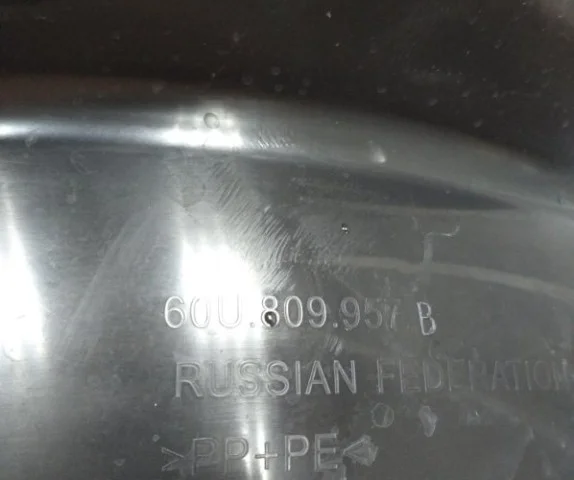 60U.809.957 B
RUSSIAN FEDERATION
>PP+PE<